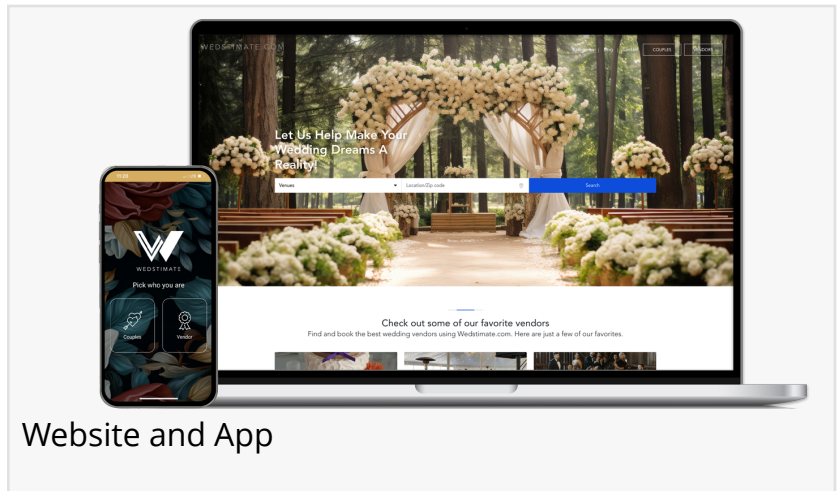 WEDSTIMATE.COM
Blog
COUPLES
VENDORS
Let Us Help Make Your
Wedding Dreams A
Reality!
Venues
Location/Zip code
Search
Check out some of our favorite vendors
Find and book the best wedding vendors using Wedstimate.com. Here are just a few of our favorites.
WEDSTIMATE
Pick who you are
Couples
Vendor
Website and App